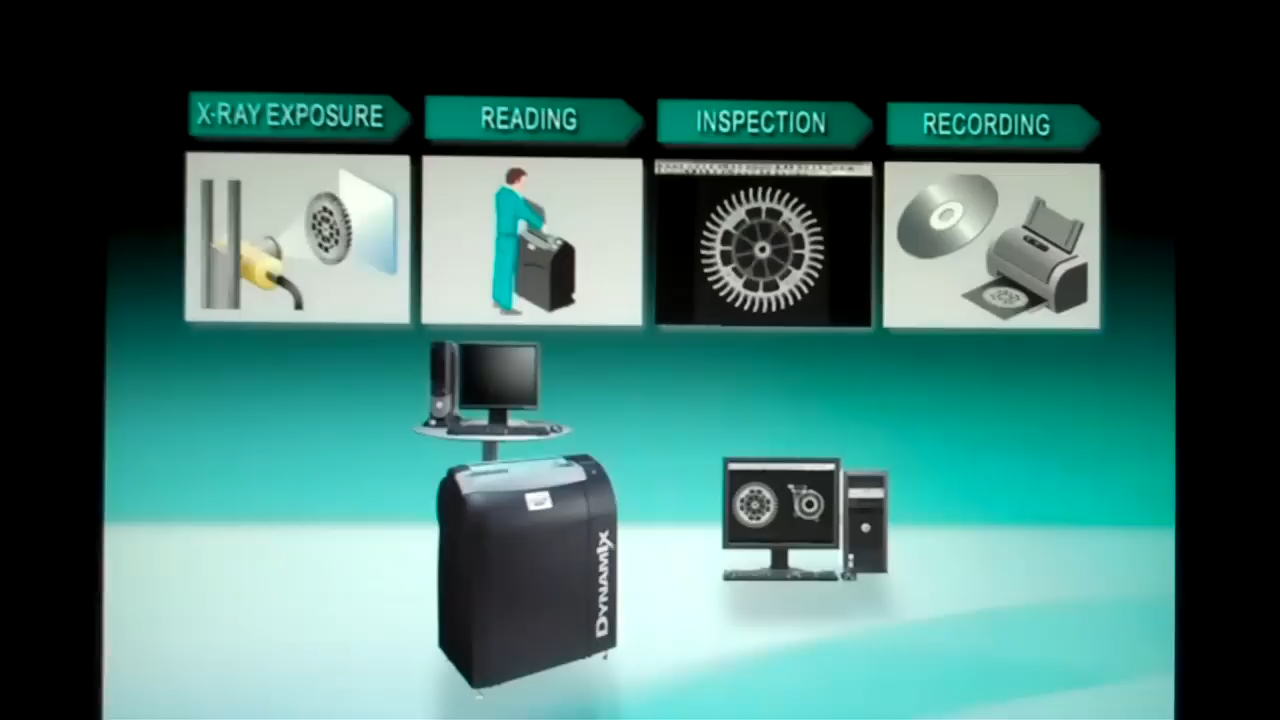 X-RAY EXPOSURE
READING
INSPECTION
RECORDING
DYNAMIX